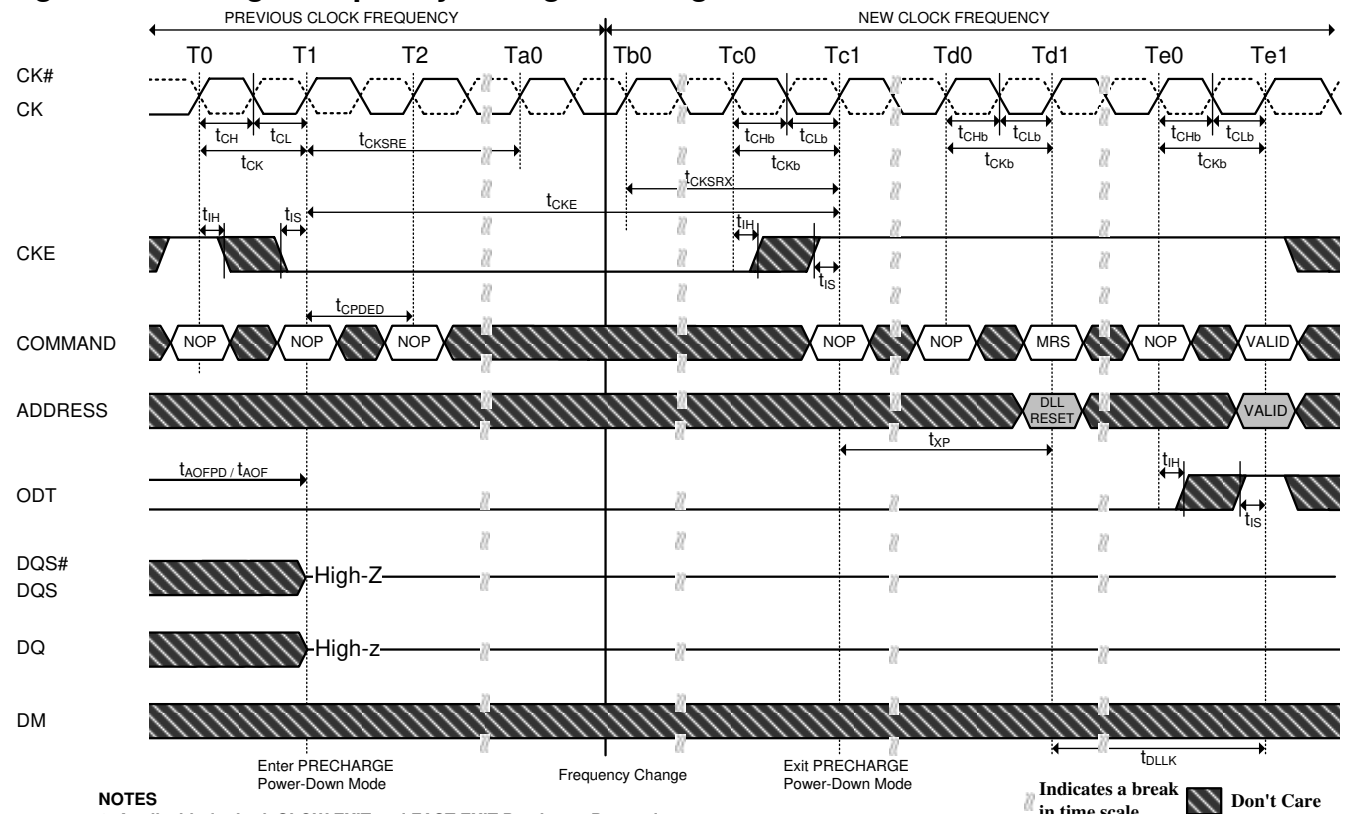 PREVIOUS CLOCK FREQUENCY NEW CLOCK FREQUENCY
T0 T1 T2 Ta0 Tb0 Tc0 Tc1 Td0 Td1 Te0 Te1
CK#
CK
tCH tCL tCHb tCLb tCHb tCLb tCHb tCLb
tCK tCKSRE tCKb tCKb tCKb
tCKSRX
tCKE
tIH tIS tIH
CKE
tIS
tCPDED
COMMAND NOP NOP NOP NOP NOP MRS NOP VALID
ADDRESS DLL RESET VALID
tXP
tAOFPD / tAOF tIH
ODT
tIS
DQS#
DQS High-Z
DQ High-z
DM
tDLLK
Enter PRECHARGE Power-Down Mode
Frequency Change
Exit PRECHARGE Power-Down Mode
NOTES
Indicates a break
in time scale
Don't Care